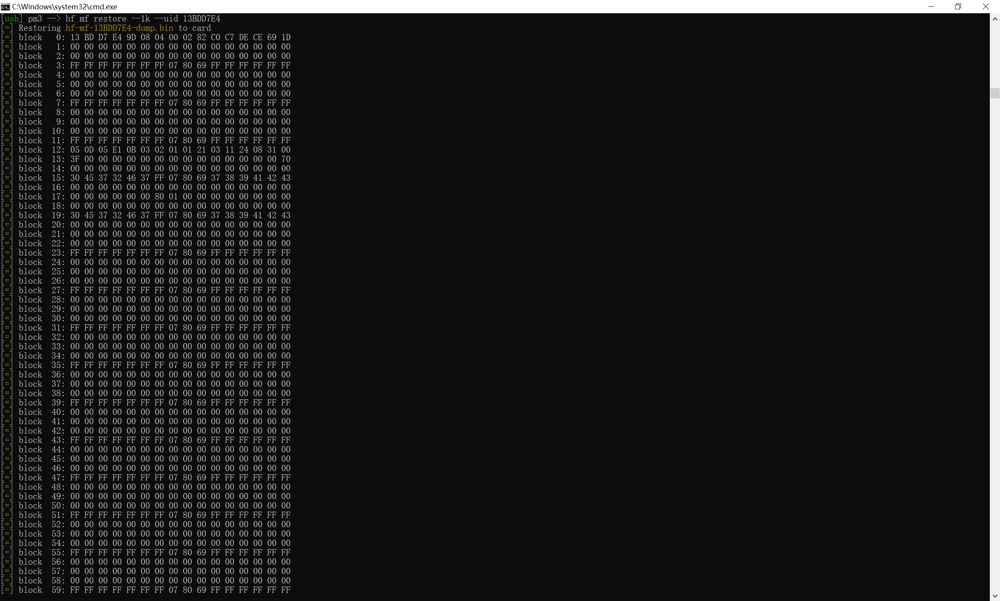 C:\Windows\system32\cmd.exe
[usb] pm3 --> hf mf restore --1k --uid 13BDD7E4
[=] Restoring hf-mf-13BDD7E4-dump.bin to card
[=] block   0: 13 BD D7 E4 9D 08 04 00 02 82 C0 C7 DE CE 69 1D
[=] block   1: 00 00 00 00 00 00 00 00 00 00 00 00 00 00 00 00
[=] block   2: 00 00 00 00 00 00 00 00 00 00 00 00 00 00 00 00
[=] block   3: FF FF FF FF FF FF FF 07 80 69 FF FF FF FF FF FF
[=] block   4: 00 00 00 00 00 00 00 00 00 00 00 00 00 00 00 00
[=] block   5: 00 00 00 00 00 00 00 00 00 00 00 00 00 00 00 00
[=] block   6: 00 00 00 00 00 00 00 00 00 00 00 00 00 00 00 00
[=] block   7: FF FF FF FF FF FF FF 07 80 69 FF FF FF FF FF FF
[=] block   8: 00 00 00 00 00 00 00 00 00 00 00 00 00 00 00 00
[=] block   9: 00 00 00 00 00 00 00 00 00 00 00 00 00 00 00 00
[=] block  10: 00 00 00 00 00 00 00 00 00 00 00 00 00 00 00 00
[=] block  11: FF FF FF FF FF FF FF 07 80 69 FF FF FF FF FF FF
[=] block  12: 05 0D 05 E1 0B 03 02 01 01 21 03 11 24 08 31 00
[=] block  13: 3F 00 00 00 00 00 00 00 00 00 00 00 00 00 00 70
[=] block  14: 00 00 00 00 00 00 00 00 00 00 00 00 00 00 00 00
[=] block  15: 30 45 37 32 46 37 FF 07 80 69 37 38 39 41 42 43
[=] block  16: 00 00 00 00 00 00 00 00 00 00 00 00 00 00 00 00
[=] block  17: 00 00 00 00 00 00 80 01 00 00 00 00 00 00 00 00
[=] block  18: 00 00 00 00 00 00 00 00 00 00 00 00 00 00 00 00
[=] block  19: 30 45 37 32 46 37 FF 07 80 69 37 38 39 41 42 43
[=] block  20: 00 00 00 00 00 00 00 00 00 00 00 00 00 00 00 00
[=] block  21: 00 00 00 00 00 00 00 00 00 00 00 00 00 00 00 00
[=] block  22: 00 00 00 00 00 00 00 00 00 00 00 00 00 00 00 00
[=] block  23: FF FF FF FF FF FF FF 07 80 69 FF FF FF FF FF FF
[=] block  24: 00 00 00 00 00 00 00 00 00 00 00 00 00 00 00 00
[=] block  25: 00 00 00 00 00 00 00 00 00 00 00 00 00 00 00 00
[=] block  26: 00 00 00 00 00 00 00 00 00 00 00 00 00 00 00 00
[=] block  27: FF FF FF FF FF FF FF 07 80 69 FF FF FF FF FF FF
[=] block  28: 00 00 00 00 00 00 00 00 00 00 00 00 00 00 00 00
[=] block  29: 00 00 00 00 00 00 00 00 00 00 00 00 00 00 00 00
[=] block  30: 00 00 00 00 00 00 00 00 00 00 00 00 00 00 00 00
[=] block  31: FF FF FF FF FF FF FF 07 80 69 FF FF FF FF FF FF
[=] block  32: 00 00 00 00 00 00 00 00 00 00 00 00 00 00 00 00
[=] block  33: 00 00 00 00 00 00 00 00 00 00 00 00 00 00 00 00
[=] block  34: 00 00 00 00 00 00 00 00 00 00 00 00 00 00 00 00
[=] block  35: FF FF FF FF FF FF FF 07 80 69 FF FF FF FF FF FF
[=] block  36: 00 00 00 00 00 00 00 00 00 00 00 00 00 00 00 00
[=] block  37: 00 00 00 00 00 00 00 00 00 00 00 00 00 00 00 00
[=] block  38: 00 00 00 00 00 00 00 00 00 00 00 00 00 00 00 00
[=] block  39: FF FF FF FF FF FF FF 07 80 69 FF FF FF FF FF FF
[=] block  40: 00 00 00 00 00 00 00 00 00 00 00 00 00 00 00 00
[=] block  41: 00 00 00 00 00 00 00 00 00 00 00 00 00 00 00 00
[=] block  42: 00 00 00 00 00 00 00 00 00 00 00 00 00 00 00 00
[=] block  43: FF FF FF FF FF FF FF 07 80 69 FF FF FF FF FF FF
[=] block  44: 00 00 00 00 00 00 00 00 00 00 00 00 00 00 00 00
[=] block  45: 00 00 00 00 00 00 00 00 00 00 00 00 00 00 00 00
[=] block  46: 00 00 00 00 00 00 00 00 00 00 00 00 00 00 00 00
[=] block  47: FF FF FF FF FF FF FF 07 80 69 FF FF FF FF FF FF
[=] block  48: 00 00 00 00 00 00 00 00 00 00 00 00 00 00 00 00
[=] block  49: 00 00 00 00 00 00 00 00 00 00 00 00 00 00 00 00
[=] block  50: 00 00 00 00 00 00 00 00 00 00 00 00 00 00 00 00
[=] block  51: FF FF FF FF FF FF FF 07 80 69 FF FF FF FF FF FF
[=] block  52: 00 00 00 00 00 00 00 00 00 00 00 00 00 00 00 00
[=] block  53: 00 00 00 00 00 00 00 00 00 00 00 00 00 00 00 00
[=] block  54: 00 00 00 00 00 00 00 00 00 00 00 00 00 00 00 00
[=] block  55: FF FF FF FF FF FF FF 07 80 69 FF FF FF FF FF FF
[=] block  56: 00 00 00 00 00 00 00 00 00 00 00 00 00 00 00 00
[=] block  57: 00 00 00 00 00 00 00 00 00 00 00 00 00 00 00 00
[=] block  58: 00 00 00 00 00 00 00 00 00 00 00 00 00 00 00 00
[=] block  59: FF FF FF FF FF FF FF 07 80 69 FF FF FF FF FF FF